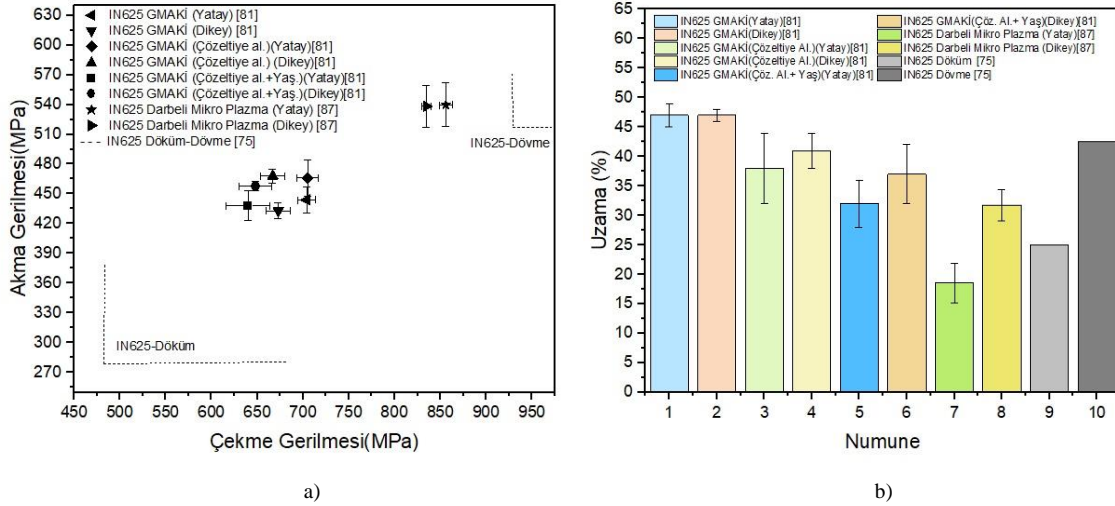 630
600
570
540
510
480
450
420
390
360
330
300
270
Akma Gerilmesi(MPa)
IN625 GMAKİ (Yatay) [81]
IN625 GMAKİ (Dikey) [81]
IN625 GMAKİ (Çözeltiye al.)(Yatay)[81]
IN625 GMAKİ (Çözeltiye al.) (Dikey)[81]
IN625 GMAKİ (Çözeltiye al.+Yaş.)(Yatay)[81]
IN625 GMAKİ (Çözeltiye al.+Yaş.)(Dikey)[81]
IN625 Darbeli Mikro Plazma (Yatay) [87]
IN625 Darbeli Mikro Plazma (Dikey) [87]
IN625 Döküm-Dövme [75]
IN625-Dövme
IN625-Döküm
450 500 550 600 650 700 750 800 850 900 950
Çekme Gerilmesi(MPa)
a)
65
60
55
50
45
40
35
30
25
20
15
10
5
0
Uzama (%)
IN625 GMAKİ(Yatay)[81]
IN625 GMAKİ(Dikey)[81]
IN625 GMAKİ(Çözeltiye Al.)(Yatay)[81]
IN625 GMAKİ(Çözeltiye Al.)(Dikey)[81]
IN625 GMAKİ(Çöz. Al.+ Yaş)(Yatay)[81]
IN625 GMAKİ(Çöz. Al.+ Yaş)(Dikey)[81]
IN625 Darbeli Mikro Plazma (Yatay)[87]
IN625 Darbeli Mikro Plazma (Dikey)[87]
IN625 Döküm [75]
IN625 Dövme [75]
1 2 3 4 5 6 7 8 9 10
Numune
b)